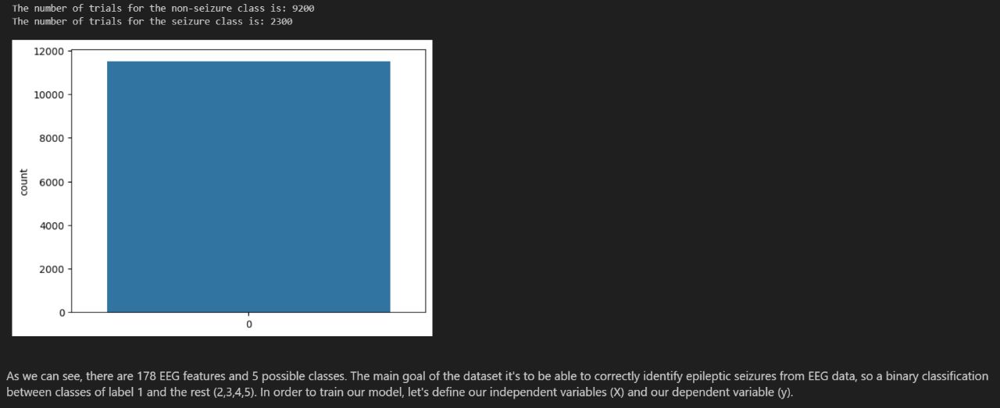 The number of trials for the non-seizure class is: 9200
The number of trials for the seizure class is: 2300
12000
10000
8000
6000
4000
2000
0
count
0
As we can see, there are 178 EEG features and 5 possible classes. The main goal of the dataset it's to be able to correctly identify epileptic seizures from EEG data, so a binary classification
between classes of label 1 and the rest (2,3,4,5). In order to train our model, let's define our independent variables (X) and our dependent variable (y).